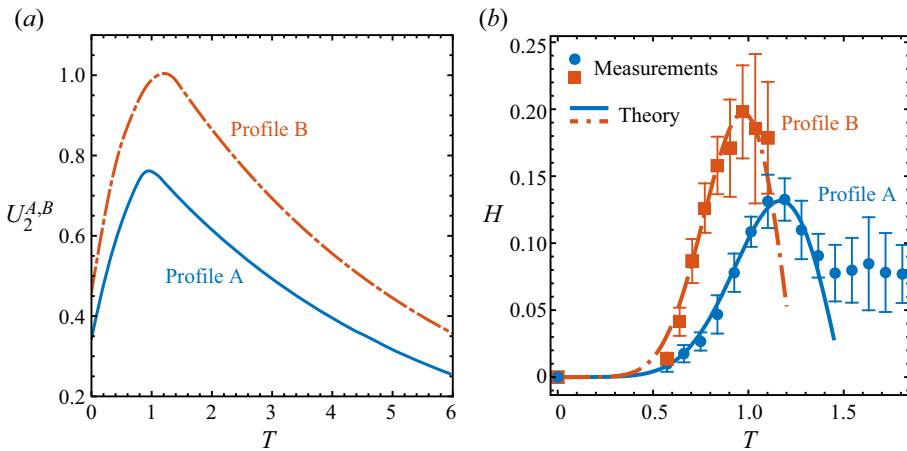 (a)
1.0
0.8
0.6
0.4
0.2
U₂^{A,B}
Profile B
Profile A
0 1 2 3 4 5 6
T
(b)
0.25
0.20
0.15
0.10
0.05
0
H
Measurements
Theory
Profile B
Profile A
0 0.5 1.0 1.5
T